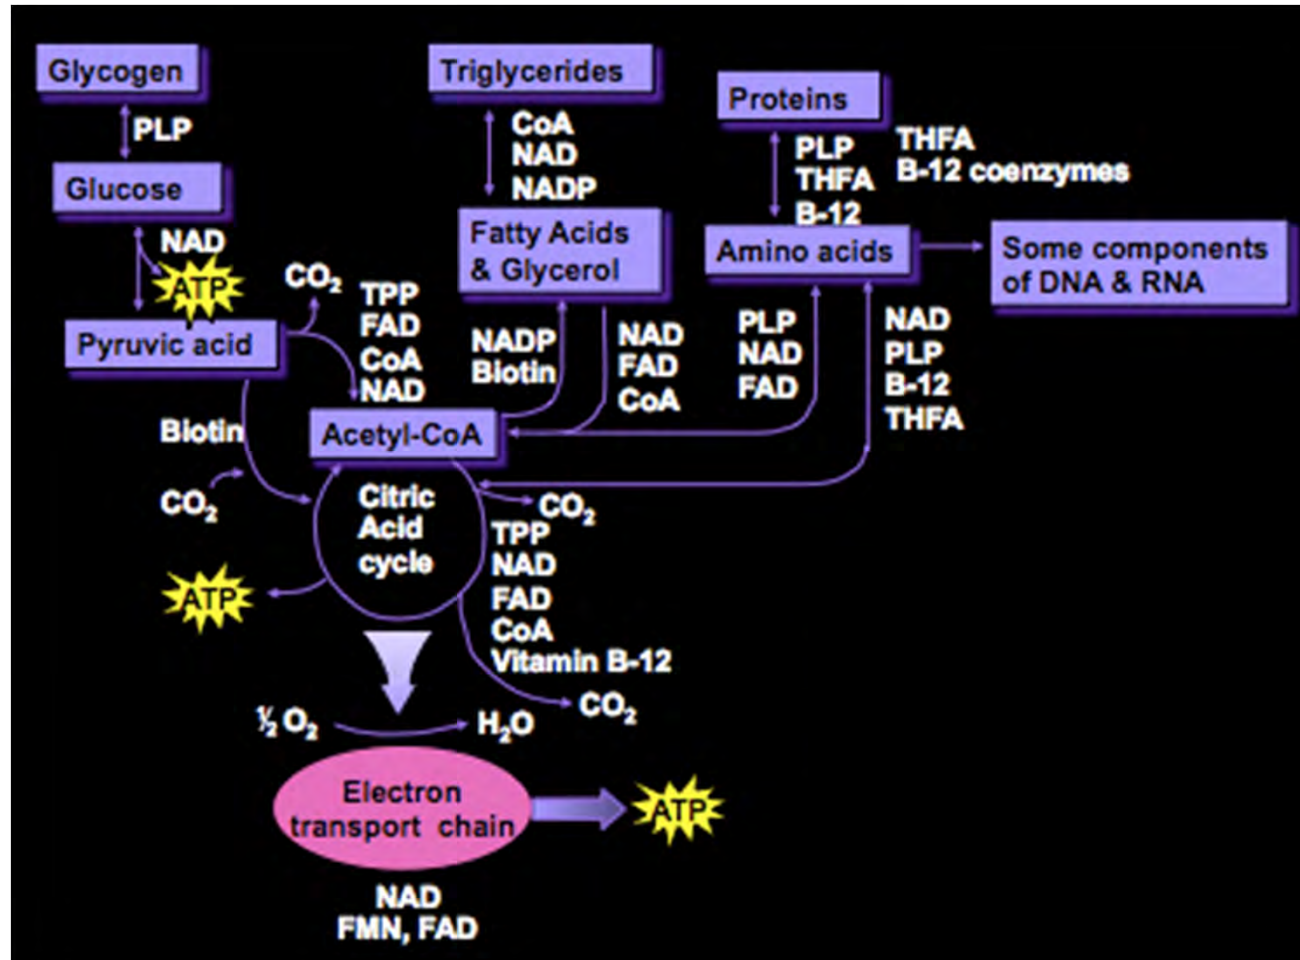 Glycogen
PLP
Glucose
NAD
ATP
Pyruvic acid
CO₂
TPP
FAD
CoA
NAD
Biotin
CO₂
Triglycerides
CoA
NAD
NADP
Fatty Acids
& Glycerol
NADP
Biotin
NAD
FAD
CoA
Proteins
PLP
THFA
B-12
THFA
B-12 coenzymes
Amino acids
Some components
of DNA & RNA
PLP
NAD
FAD
NAD
PLP
B-12
THFA
Acetyl-CoA
Citric
Acid
cycle
CO₂
TPP
NAD
FAD
CoA
Vitamin B-12
CO₂
ATP
½ O₂
H₂O
Electron
transport chain
ATP
NAD
FMN, FAD